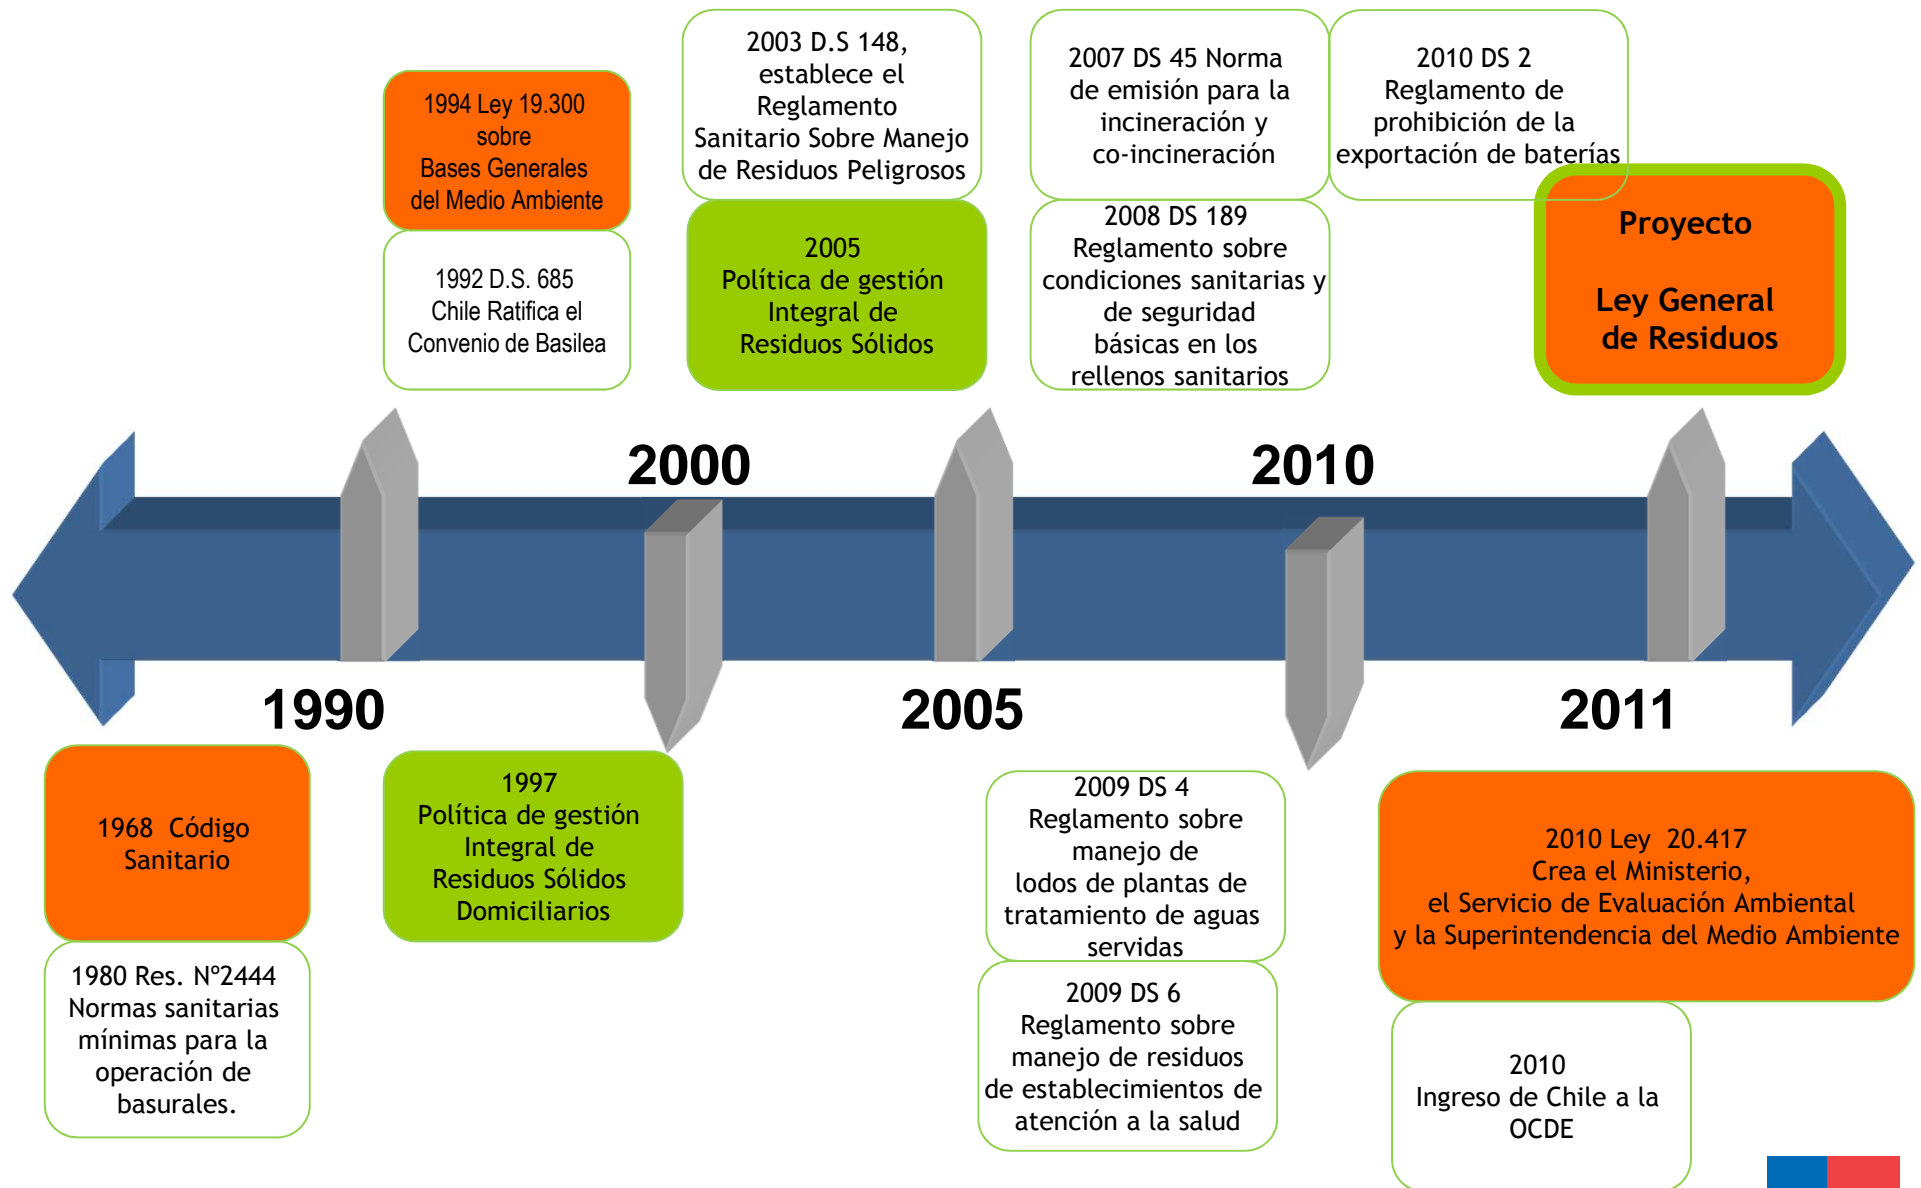 1994 Ley 19.300
sobre
Bases Generales
del Medio Ambiente
1992 D.S. 685
Chile Ratifica el
Convenio de Basilea
2003 D.S 148,
establece el
Reglamento
Sanitario Sobre Manejo
de Residuos Peligrosos
2005
Política de gestión
Integral de
Residuos Sólidos
2007 DS 45 Norma
de emisión para la
incineración y
co-incineración
2008 DS 189
Reglamento sobre
condiciones sanitarias y
de seguridad
básicas en los
rellenos sanitarios
2010 DS 2
Reglamento de
prohibición de la
exportación de baterías
Proyecto
Ley General
de Residuos
2000
2010
1990
2005
2011
1968 Código
Sanitario
1980 Res. Nº2444
Normas sanitarias
mínimas para la
operación de
basurales.
1997
Política de gestión
Integral de
Residuos Sólidos
Domiciliarios
2009 DS 4
Reglamento sobre
manejo de
lodos de plantas de
tratamiento de aguas
servidas
2009 DS 6
Reglamento sobre
manejo de residuos
de establecimientos de
atención a la salud
2010 Ley 20.417
Crea el Ministerio,
el Servicio de Evaluación Ambiental
y la Superintendencia del Medio Ambiente
2010
Ingreso de Chile a la
OCDE